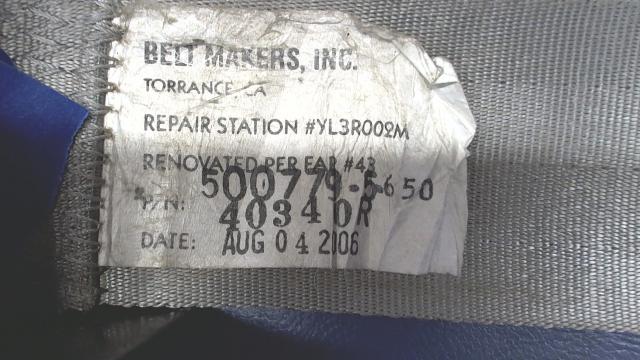 BELT MAKERS, INC.
TORRANCE, CA
REPAIR STATION #YL3R002M
RENOVATED PER FAR #43
500779-5650
P/N: 40340R
DATE: AUG 04 2006